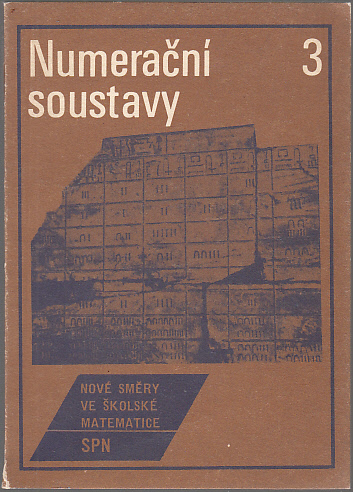 Numerační 3
soustavy
NOVÉ SMĚRY
VE ŠKOLSKÉ
MATEMATICE
SPN